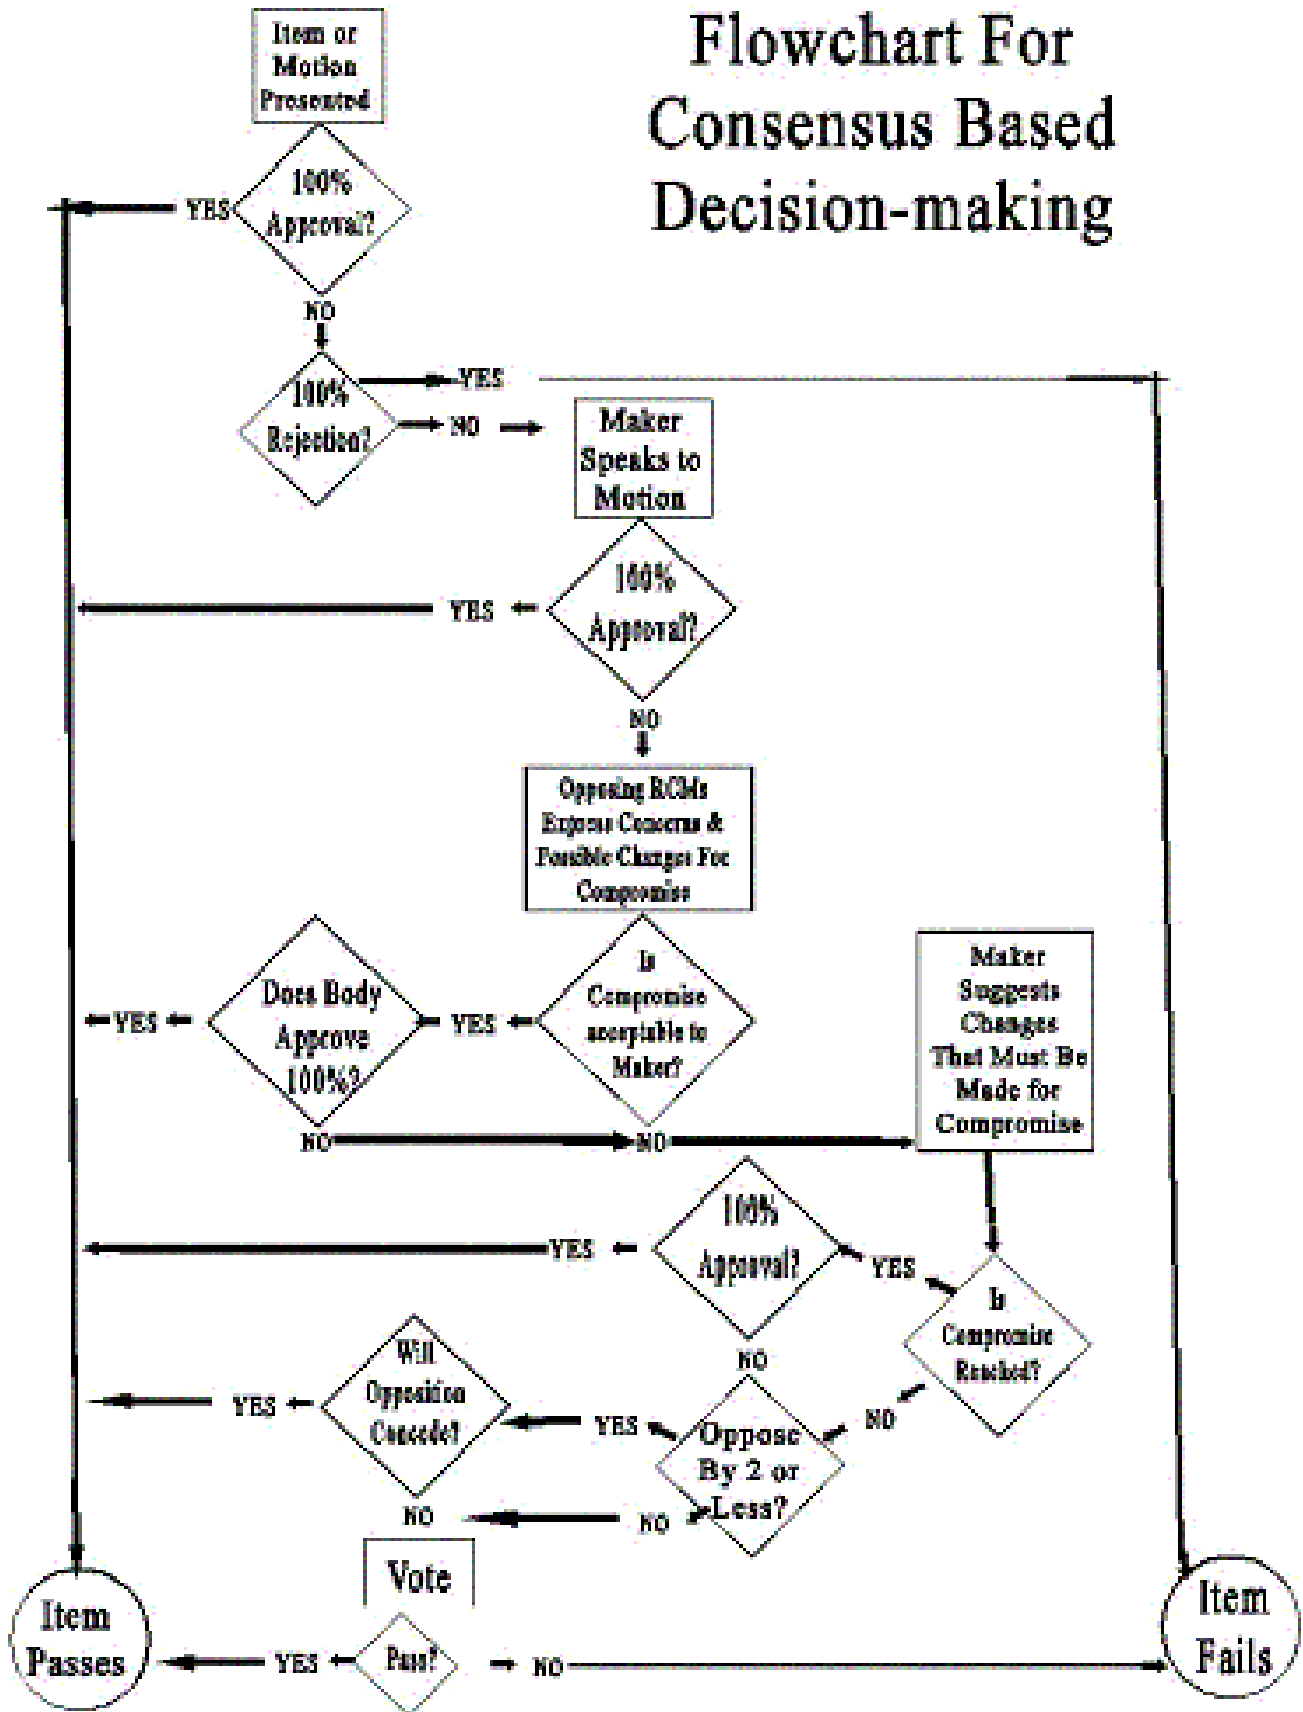 Flowchart For
Consensus Based
Decision-making
Item or
Motion
Presented
100%
Approval?
YES
NO
100%
Rejection?
YES
NO
Maker
Speaks to
Motion
100%
Approval?
YES
NO
Opposing RCMs
Express Concerns &
Possible Changes For
Compromise
Is
Compromise
acceptable to
Maker?
YES
Does Body
Approve
100%?
YES
NO
NO
Maker
Suggests
Changes
That Must Be
Made for
Compromise
Is
Compromise
Reached?
YES
100%
Approval?
YES
NO
NO
Oppose
By 2 or
Less?
YES
Will
Opposition
Concede?
YES
NO
NO
Vote
Pass?
YES
NO
Item
Passes
Item
Fails